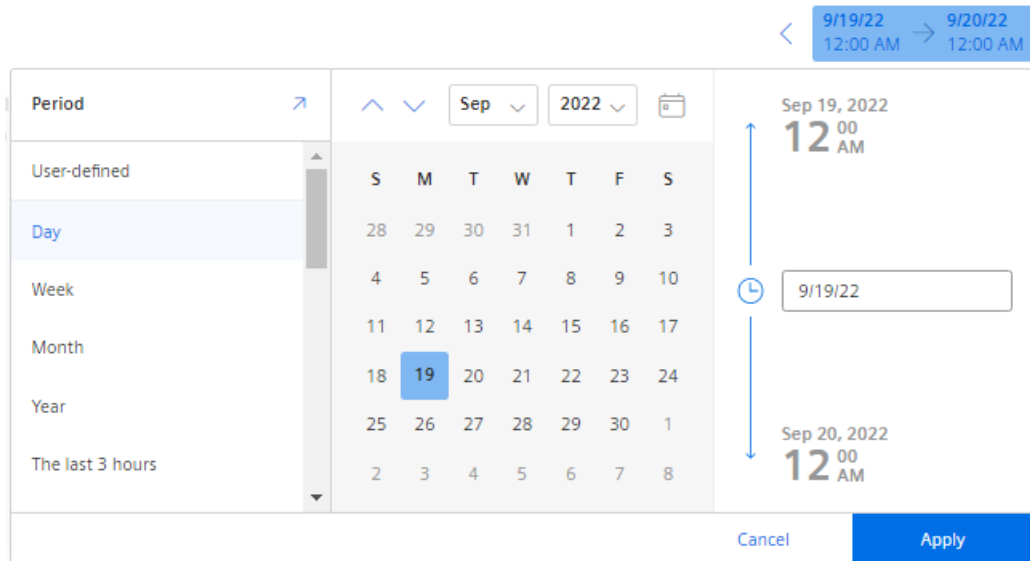 9/19/22 9/20/22
12:00 AM 12:00 AM
Period
User-defined
Day
Week
Month
Year
The last 3 hours
Sep 2022
S M T W T F S
28 29 30 31 1 2 3
4 5 6 7 8 9 10
11 12 13 14 15 16 17
18 19 20 21 22 23 24
25 26 27 28 29 30 1
2 3 4 5 6 7 8
Sep 19, 2022
12 00 AM
9/19/22
Sep 20, 2022
12 00 AM
Cancel Apply